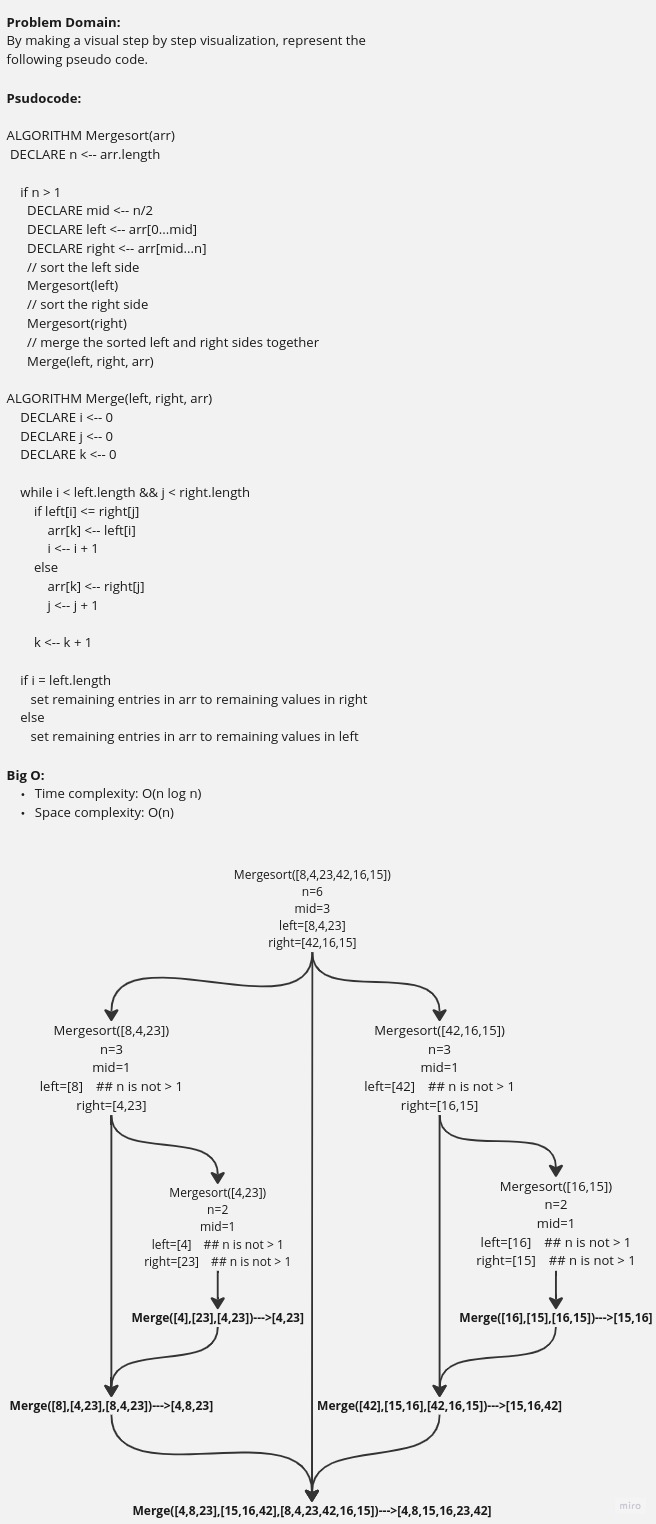 Problem Domain:
By making a visual step by step visualization, represent the
following pseudo code.
Psudocode:
ALGORITHM Mergesort(arr)
DECLARE n <-- arr.length
if n > 1
DECLARE mid <-- n/2
DECLARE left <-- arr[0...mid]
DECLARE right <-- arr[mid...n]
// sort the left side
Mergesort(left)
// sort the right side
Mergesort(right)
// merge the sorted left and right sides together
Merge(left, right, arr)
ALGORITHM Merge(left, right, arr)
DECLARE i <-- 0
DECLARE j <-- 0
DECLARE k <-- 0
while i < left.length && j < right.length
if left[i] <= right[j]
arr[k] <-- left[i]
i <-- i + 1
else
arr[k] <-- right[j]
j <-- j + 1
k <-- k + 1
if i = left.length
set remaining entries in arr to remaining values in right
else
set remaining entries in arr to remaining values in left
Big O:
• Time complexity: O(n log n)
• Space complexity: O(n)
Mergesort([8,4,23,42,16,15])
n=6
mid=3
left=[8,4,23]
right=[42,16,15]
Mergesort([8,4,23])
n=3
mid=1
left=[8] ## n is not > 1
right=[4,23]
Mergesort([42,16,15])
n=3
mid=1
left=[42] ## n is not > 1
right=[16,15]
Mergesort([4,23])
n=2
mid=1
left=[4] ## n is not > 1
right=[23] ## n is not > 1
Mergesort([16,15])
n=2
mid=1
left=[16] ## n is not > 1
right=[15] ## n is not > 1
Merge([4],[23],[4,23])--->[4,23]
Merge([16],[15],[16,15])--->[15,16]
Merge([8],[4,23],[8,4,23])--->[4,8,23]
Merge([42],[15,16],[42,16,15])--->[15,16,42]
Merge([4,8,23],[15,16,42],[8,4,23,42,16,15])--->[4,8,15,16,23,42]
miro